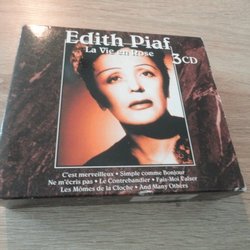 Edith Piaf
La Vie en Rose
3CD
C'est merveilleux • Simple comme Bonjour
Ne m'écris pas • Le Contrebandier • Fais-Moi Valser
Les Mômes de la Cloche • And Many Others